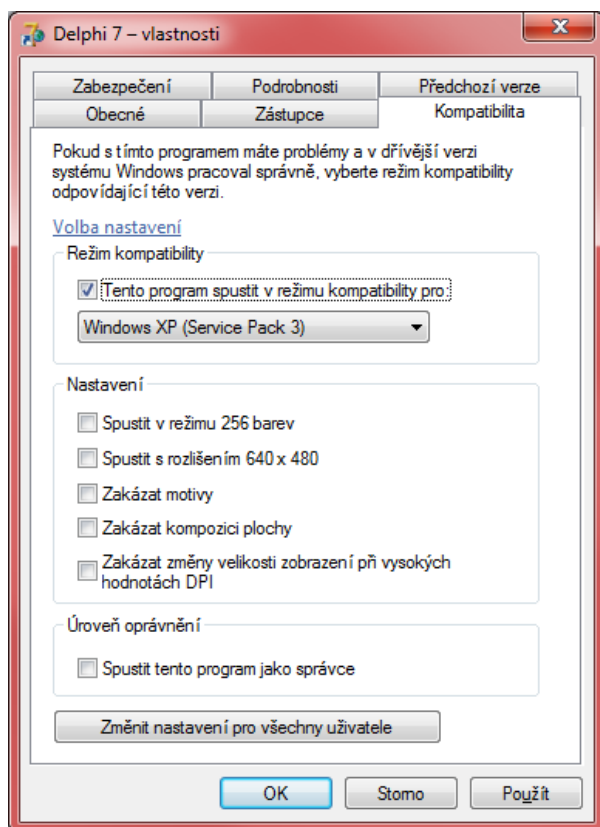 Delphi 7 – vlastnosti
Zabezpečení
Podrobnosti
Předchozí verze
Obecné
Zástupce
Kompatibilita
Pokud s tímto programem máte problémy a v dřívější verzi
systému Windows pracoval správně, vyberte režim kompatibility
odpovídající této verzi.
Volba nastavení
Režim kompatibility
Tento program spustit v režimu kompatibility pro:
Windows XP (Service Pack 3)
Nastavení
Spustit v režimu 256 barev
Spustit s rozlišením 640 x 480
Zakázat motivy
Zakázat kompozici plochy
Zakázat změny velikosti zobrazení při vysokých
hodnotách DPI
Úroveň oprávnění
Spustit tento program jako správce
Změnit nastavení pro všechny uživatele
OK
Storno
Použít